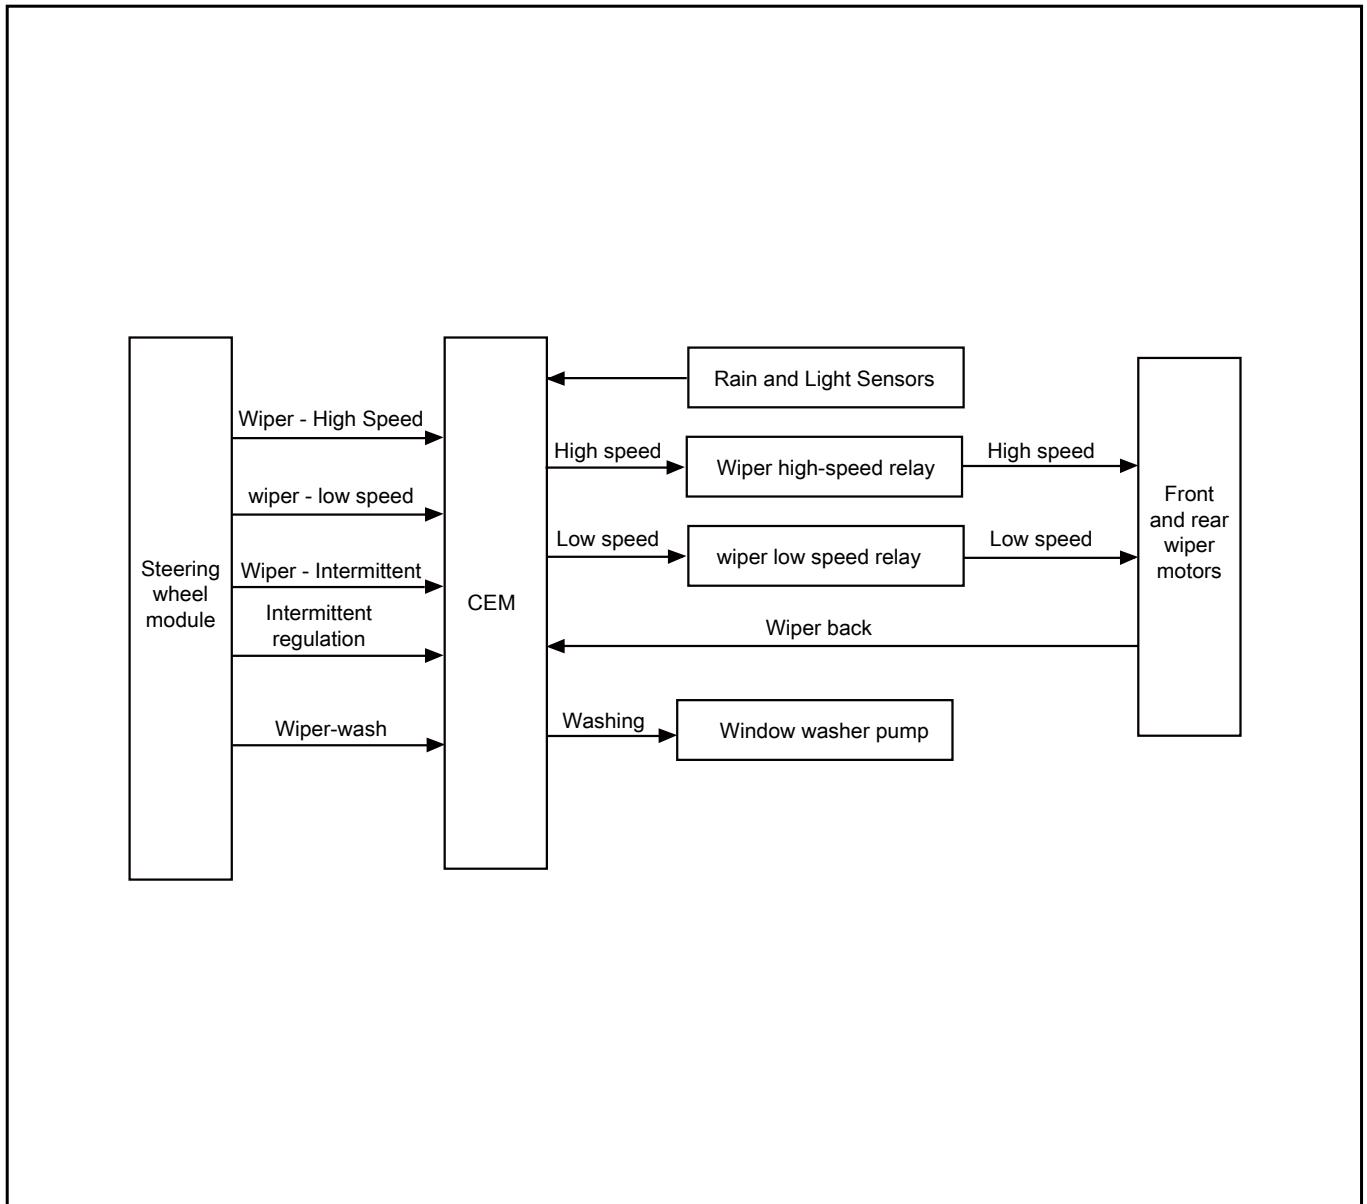 Rain and Light Sensors
Wiper - High Speed
High speed
Wiper high-speed relay
High speed
wiper - low speed
Front
and rear
wiper
motors
Low speed
wiper low speed relay
Low speed
Steering
wheel
module
Wiper - Intermittent
CEM
Intermittent
regulation
Wiper back
Wiper-wash
Washing
Window washer pump